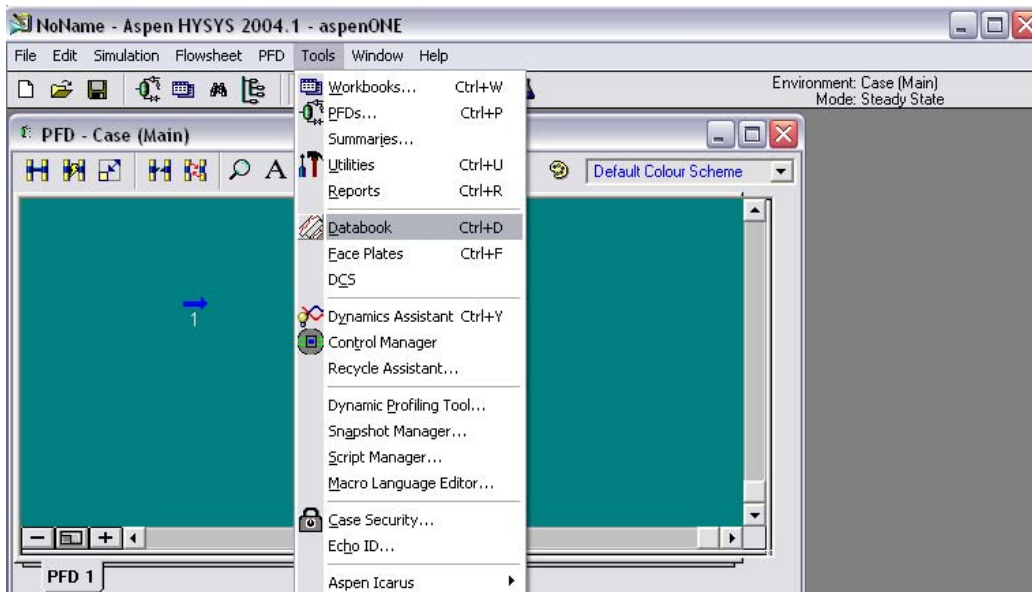 NoName - Aspen HYSYS 2004.1 - aspenONE
File Edit Simulation Flowsheet PFD Tools Window Help
Environment: Case (Main)
Mode: Steady State
PFD - Case (Main)
A
Default Colour Scheme
1
PFD 1
Workbooks... Ctrl+W
PFDs... Ctrl+P
Summaries...
Utilities Ctrl+U
Reports Ctrl+R
Databook Ctrl+D
Face Plates Ctrl+F
DCS
Dynamics Assistant Ctrl+Y
Control Manager
Recycle Assistant...
Dynamic Profiling Tool...
Snapshot Manager...
Script Manager...
Macro Language Editor...
Case Security...
Echo ID...
Aspen Icarus